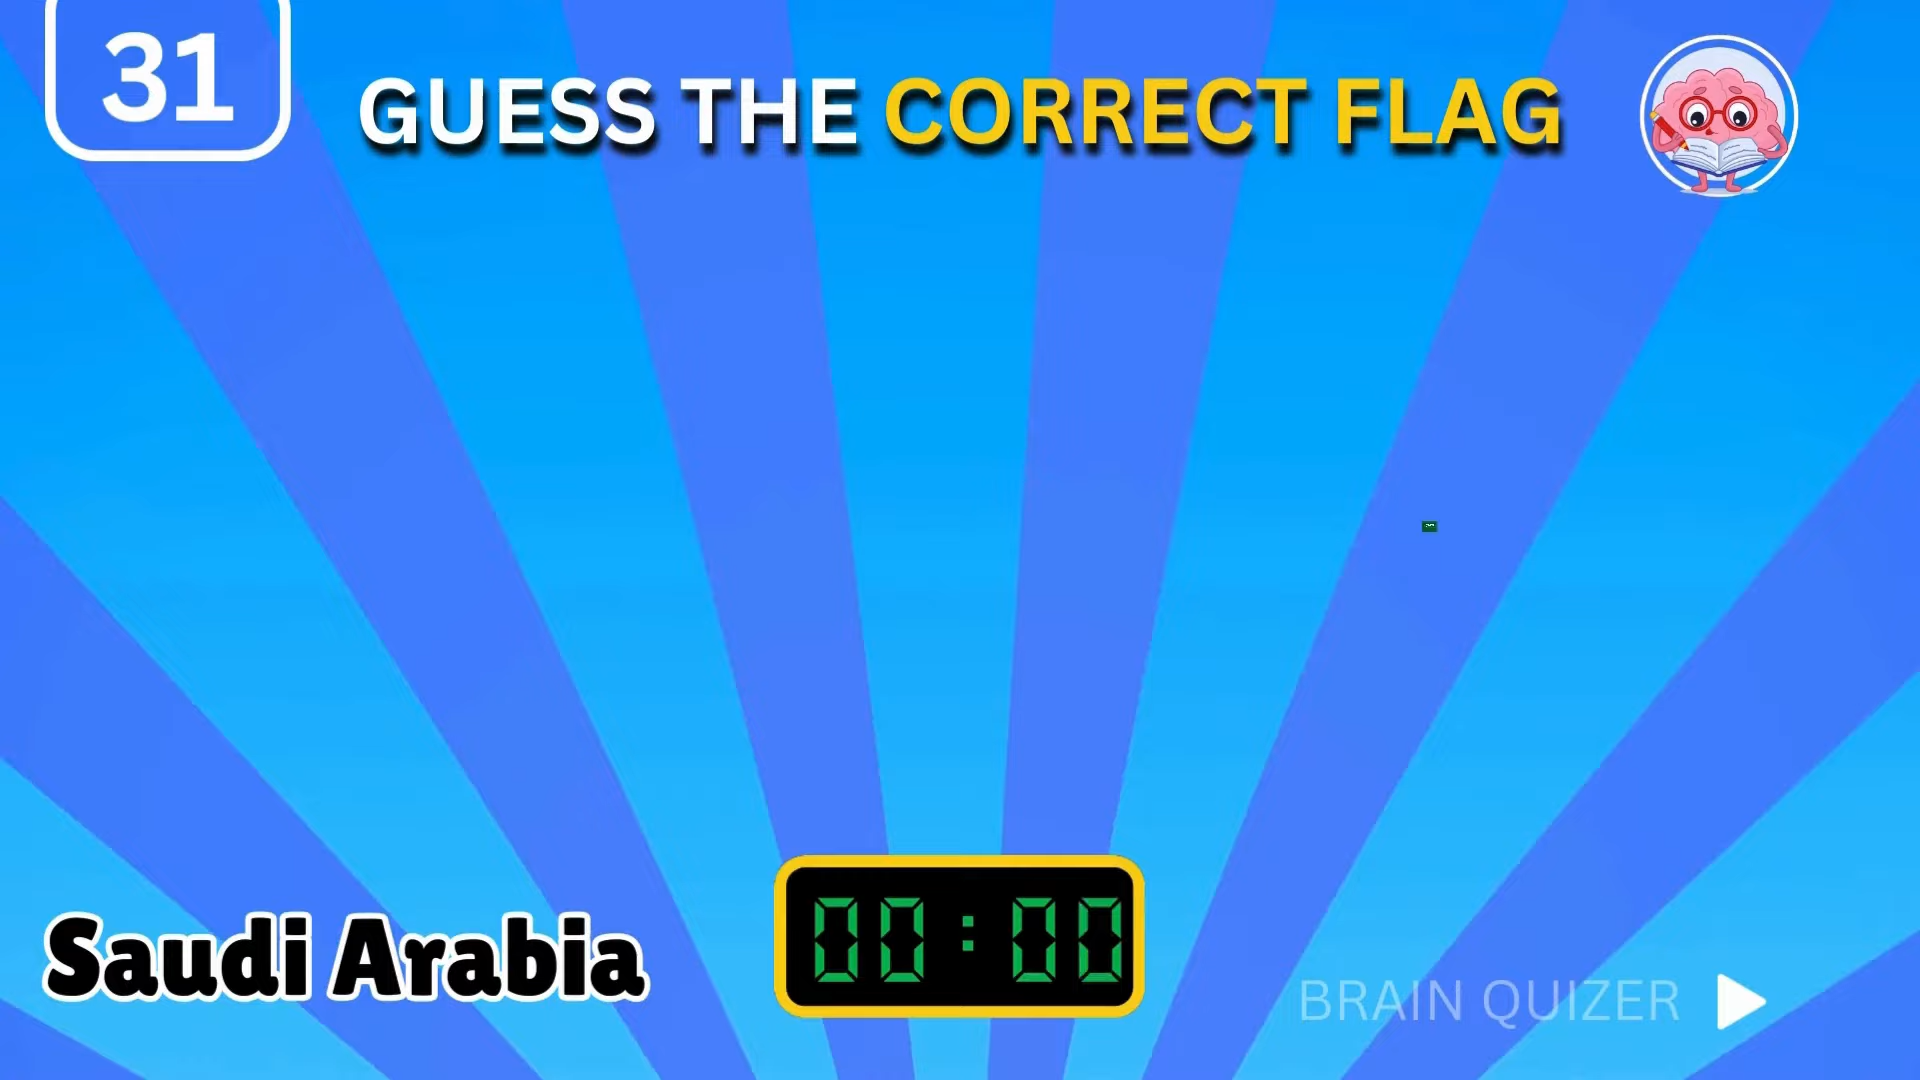 31
GUESS THE CORRECT FLAG
Saudi Arabia
00:00
BRAIN QUIZER